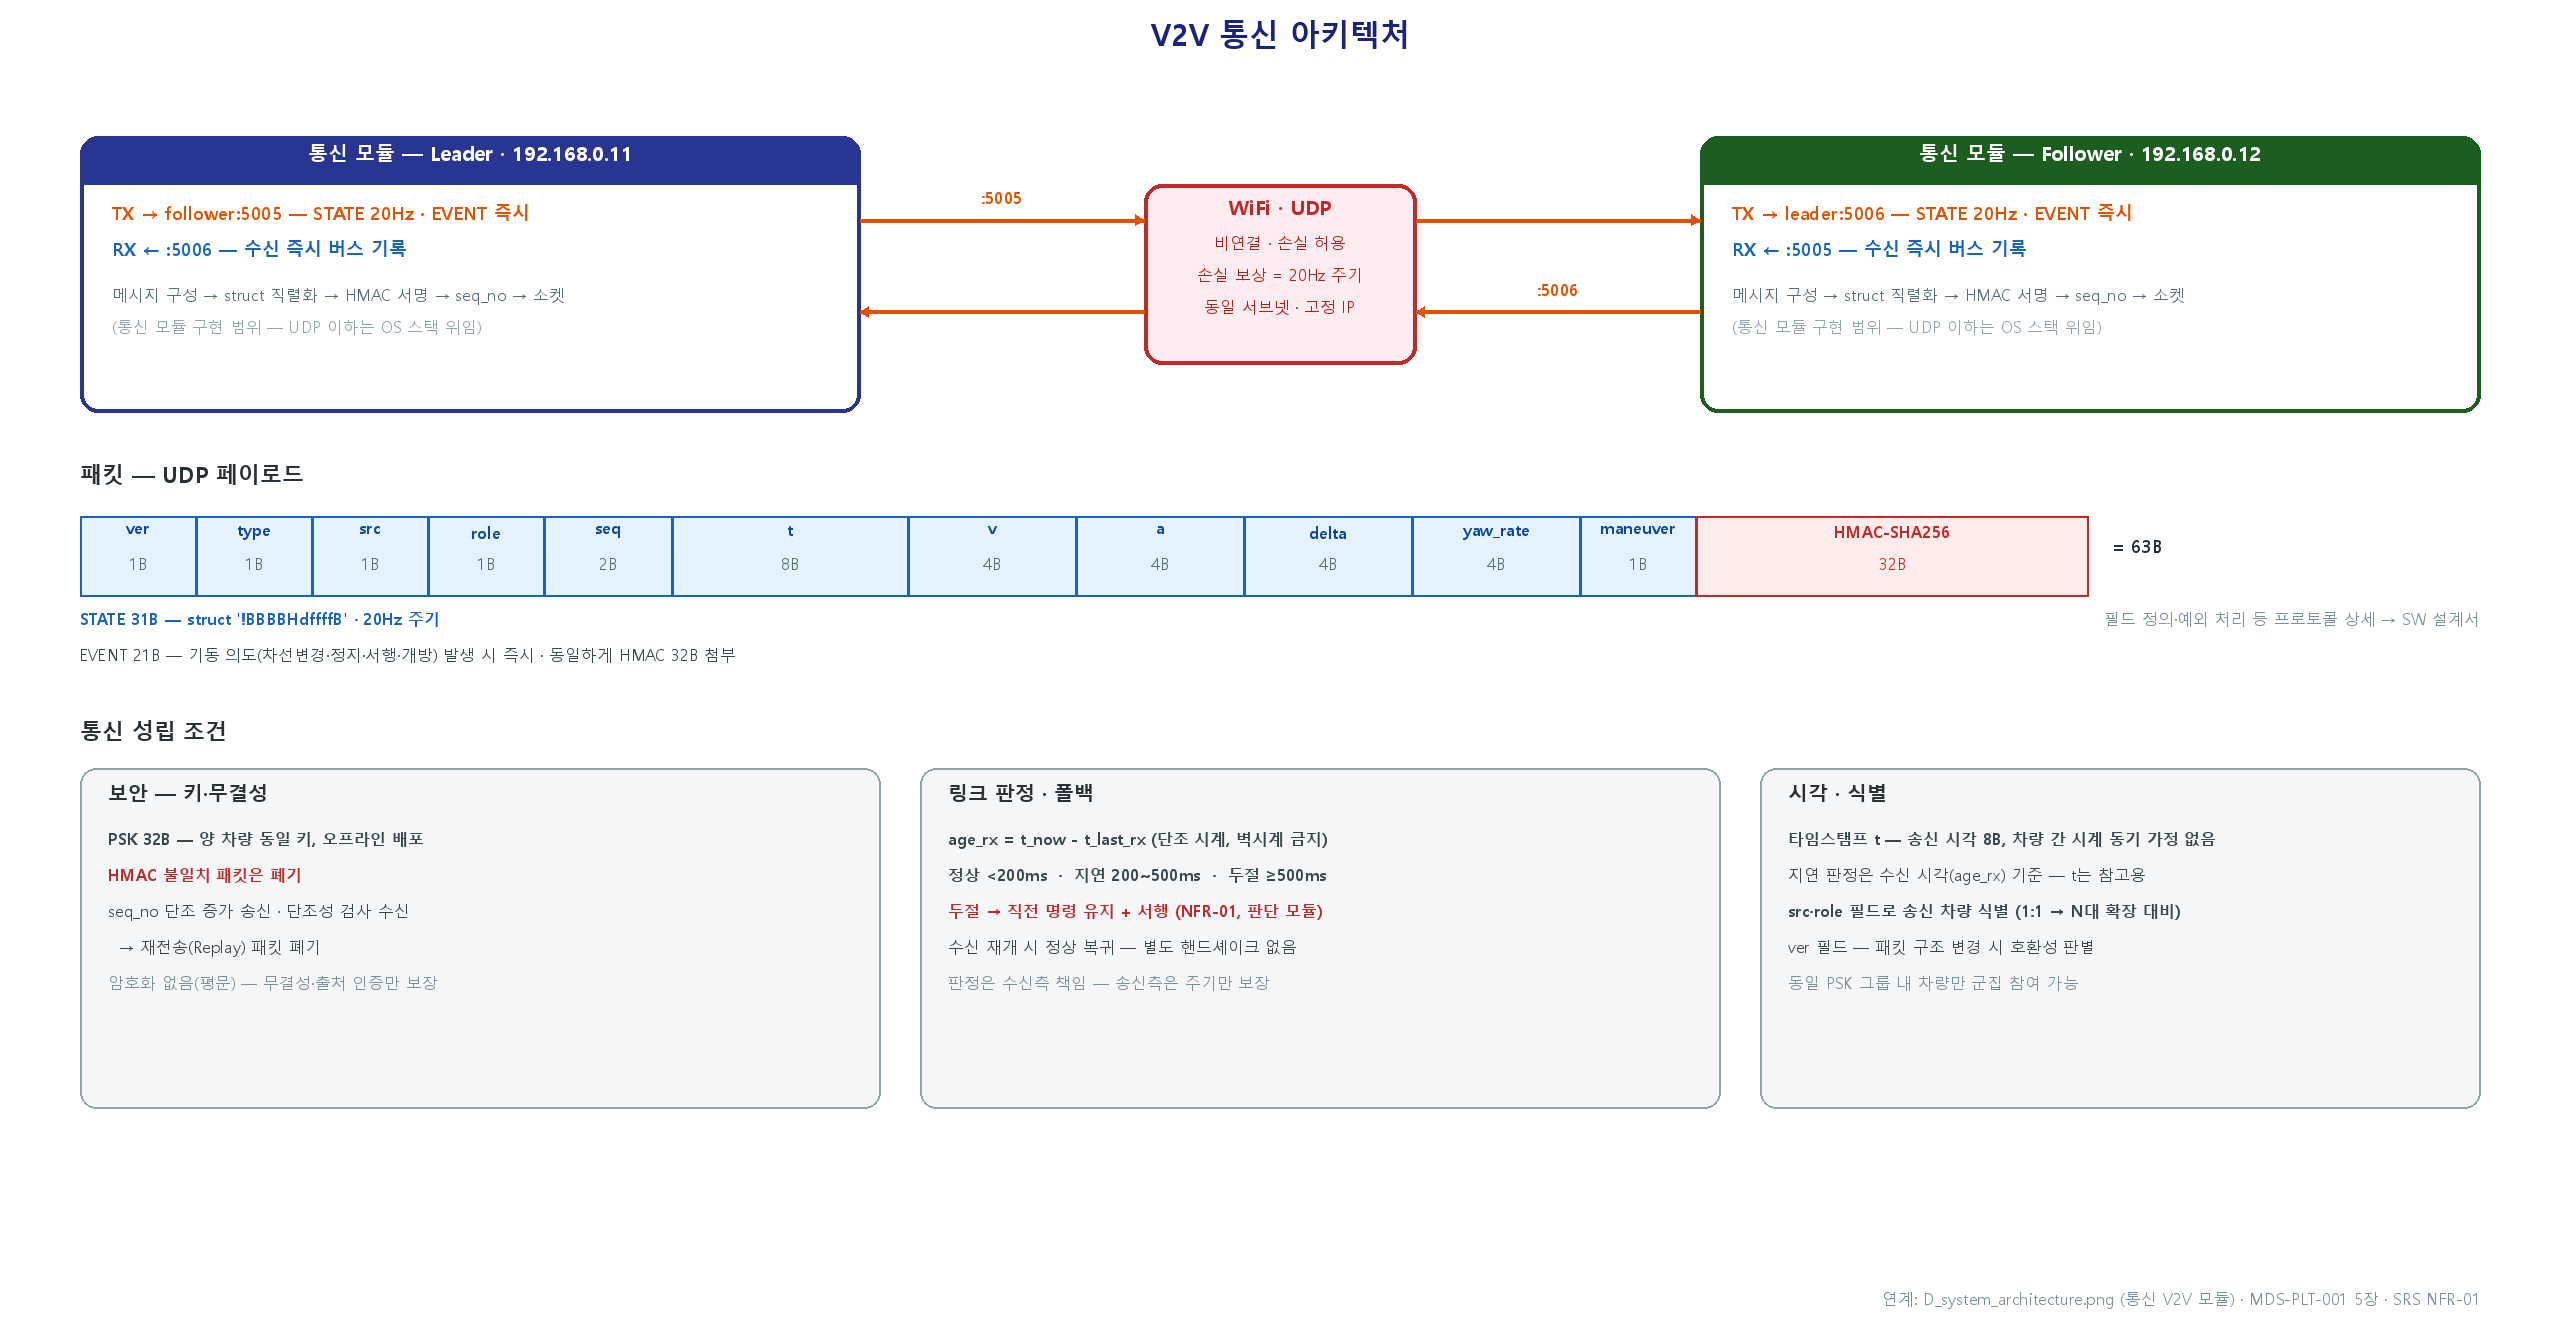 V2V 통신 아키텍처
통신 모듈 — Leader · 192.168.0.11
TX → follower:5005 — STATE 20Hz · EVENT 즉시
RX ← :5006 — 수신 즉시 버스 기록
메시지 구성 → struct 직렬화 → HMAC 서명 → seq_no → 소켓
(통신 모듈 구현 범위 — UDP 이하는 OS 스택 위임)
:5005
WiFi · UDP
비연결 · 손실 허용
손실 보상 = 20Hz 주기
동일 서브넷 · 고정 IP
:5006
통신 모듈 — Follower · 192.168.0.12
TX → leader:5006 — STATE 20Hz · EVENT 즉시
RX ← :5005 — 수신 즉시 버스 기록
메시지 구성 → struct 직렬화 → HMAC 서명 → seq_no → 소켓
(통신 모듈 구현 범위 — UDP 이하는 OS 스택 위임)
패킷 — UDP 페이로드
ver type src role seq t v a delta yaw_rate maneuver HMAC-SHA256
1B 1B 1B 1B 2B 8B 4B 4B 4B 4B 1B 32B
= 63B
STATE 31B — struct '!BBBBHdffffB' · 20Hz 주기
필드 정의·예외 처리 등 프로토콜 상세 → SW 설계서
EVENT 21B — 기동 의도(차선변경·정지·서행·개방) 발생 시 즉시 · 동일하게 HMAC 32B 첨부
통신 성립 조건
보안 — 키·무결성
PSK 32B — 양 차량 동일 키, 오프라인 배포
HMAC 불일치 패킷은 폐기
seq_no 단조 증가 송신 · 단조성 검사 수신
→ 재전송(Replay) 패킷 폐기
암호화 없음(평문) — 무결성·출처 인증만 보장
링크 판정 · 폴백
age_rx = t_now - t_last_rx (단조 시계, 벽시계 금지)
정상 <200ms · 지연 200~500ms · 두절 ≥500ms
두절 → 직전 명령 유지 + 서행 (NFR-01, 판단 모듈)
수신 재개 시 정상 복귀 — 별도 핸드셰이크 없음
판정은 수신측 책임 — 송신측은 주기만 보장
시각 · 식별
타임스탬프 t — 송신 시각 8B, 차량 간 시계 동기 가정 없음
지연 판정은 수신 시각(age_rx) 기준 — t는 참고용
src·role 필드로 송신 차량 식별 (1:1 → N대 확장 대비)
ver 필드 — 패킷 구조 변경 시 호환성 판별
동일 PSK 그룹 내 차량만 군집 참여 가능
연계: D_system_architecture.png (통신 V2V 모듈) · MDS-PLT-001 5장 · SRS NFR-01